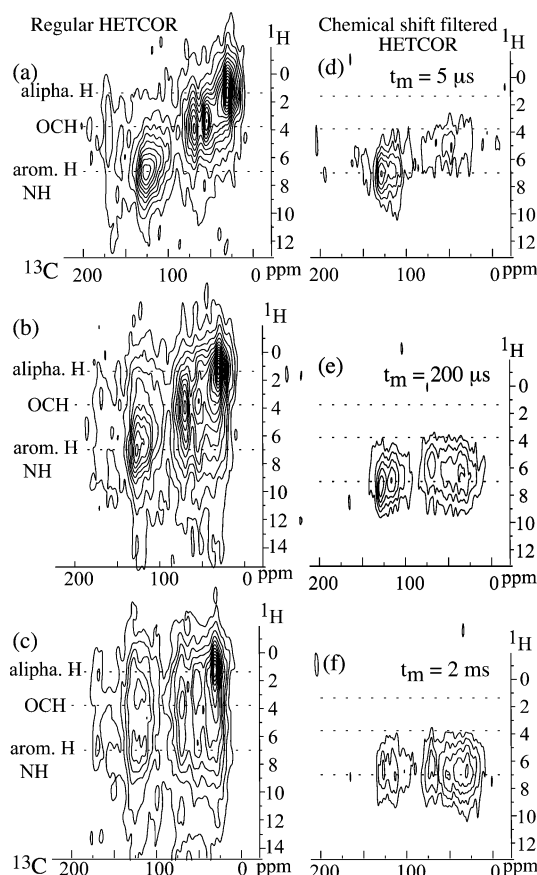 Regular HETCOR
Chemical shift filtered
HETCOR
(a)
1H
alipha. H
OCH
arom. H
NH
0
2
4
6
8
10
12
13C
200
100
0 ppm
(d)
1H
tm = 5 µs
0
2
4
6
8
10
12
200
100
0 ppm
(b)
1H
alipha. H
OCH
arom. H
NH
0
2
4
6
8
10
12
14
200
100
0 ppm
(e)
1H
tm = 200 µs
0
2
4
6
8
10
12
200
100
0 ppm
(c)
1H
alipha. H
OCH
arom. H
NH
0
2
4
6
8
10
12
14
13C
200
100
0 ppm
(f)
1H
tm = 2 ms
0
2
4
6
8
10
12
200
100
0 ppm